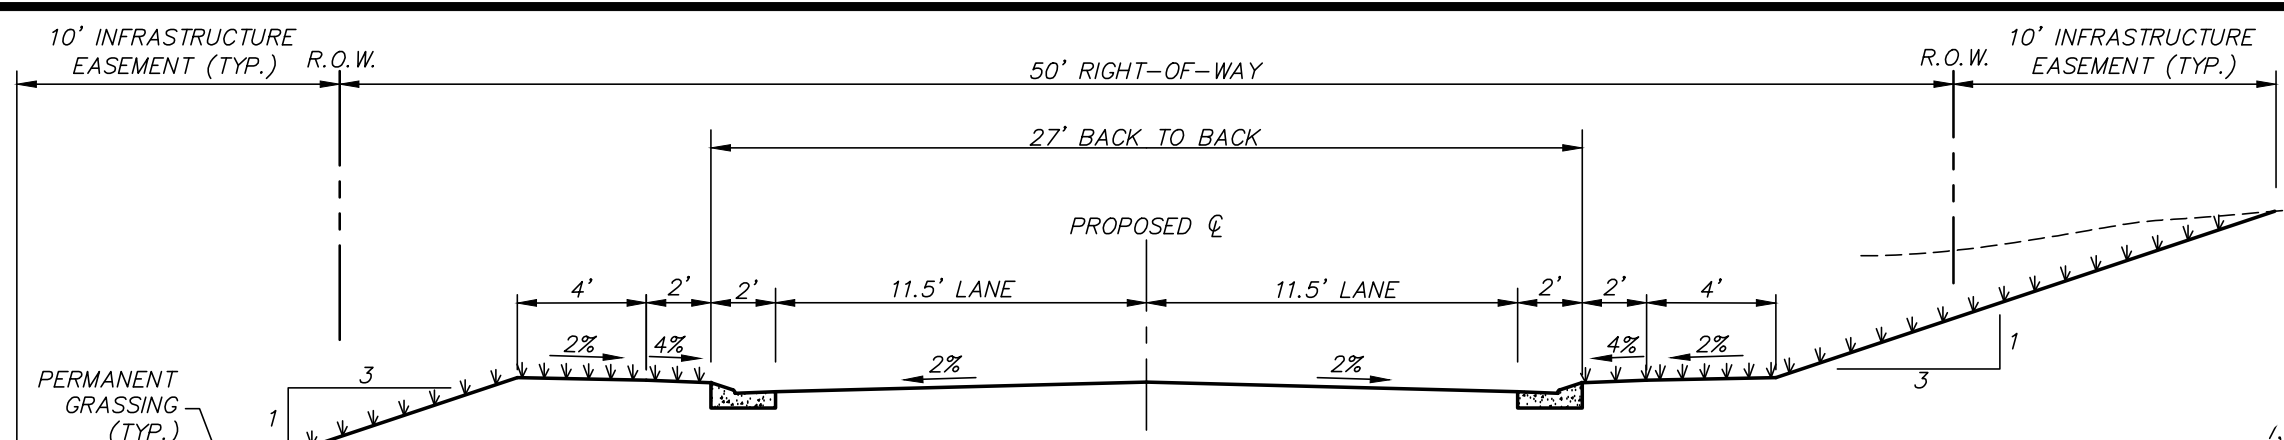 10' INFRASTRUCTURE
EASEMENT (TYP.)
R.O.W.
50' RIGHT-OF-WAY
R.O.W.
10' INFRASTRUCTURE
EASEMENT (TYP.)
27' BACK TO BACK
PROPOSED ℄
4'
2'
2'
11.5' LANE
11.5' LANE
2'
2'
4'
2%
4%
2%
2%
4%
2%
3
1
1
3
PERMANENT
GRASSING
(TYP.)